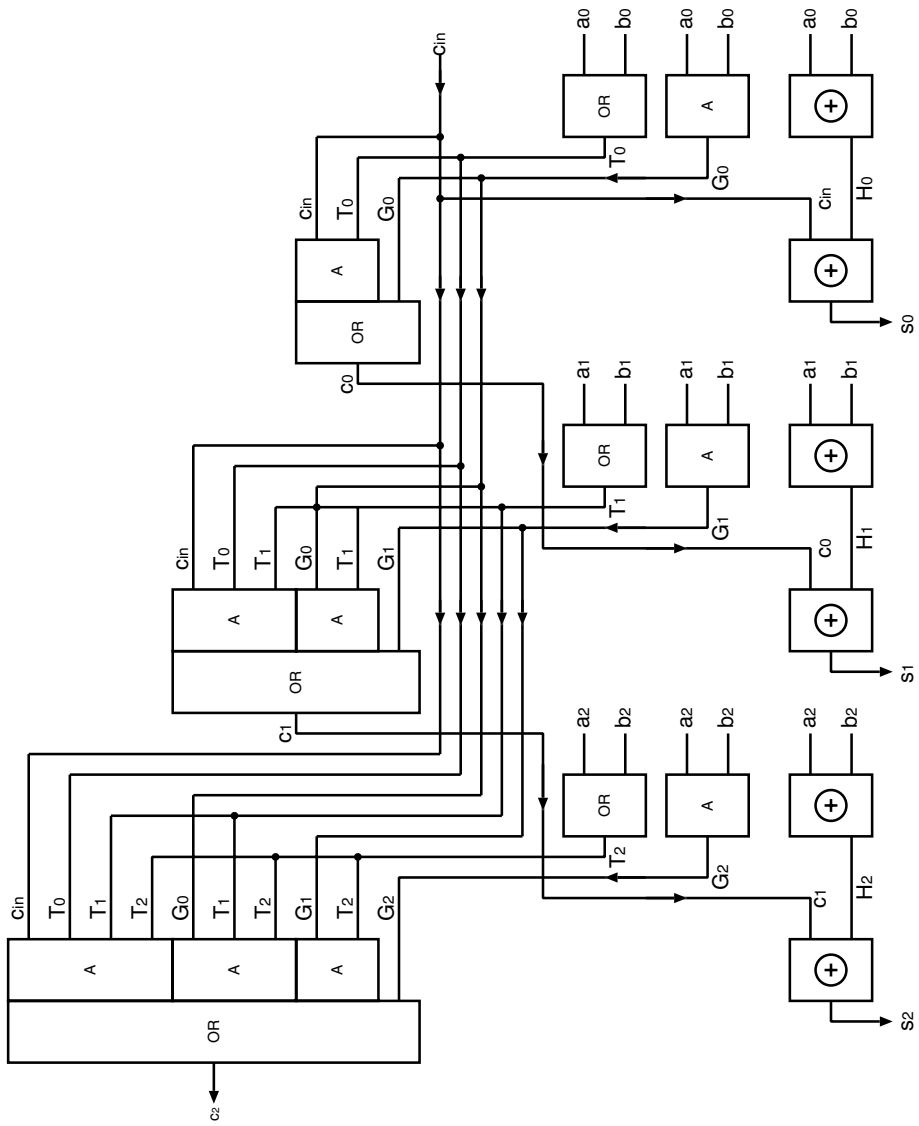 a0 b0 a0 b0 a0 b0
cin
OR A +
T0 G0
cin T0 G0 cin H0
A +
OR
s0
c0
a1 b1 a1 b1 a1 b1
OR A +
T1 G1
cin T0 T1 G0 T1 G1 c0 H1
A A +
OR
s1
c1
a2 b2 a2 b2 a2 b2
OR A +
T2 G2
cin T0 T1 T2 G0 T1 T2 G1 T2 G2 c1 H2
A A A +
OR
s2
c2